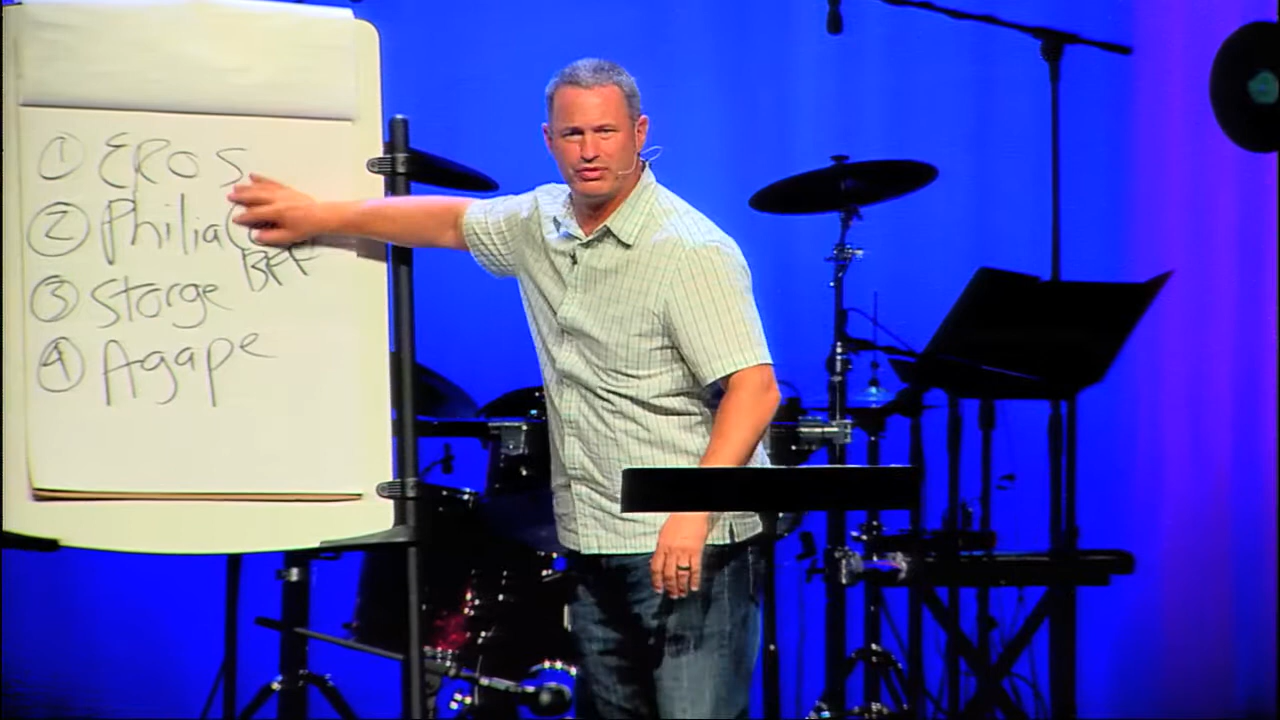 ① EROS
② Philia
BFF
③ Storge
④ Agape